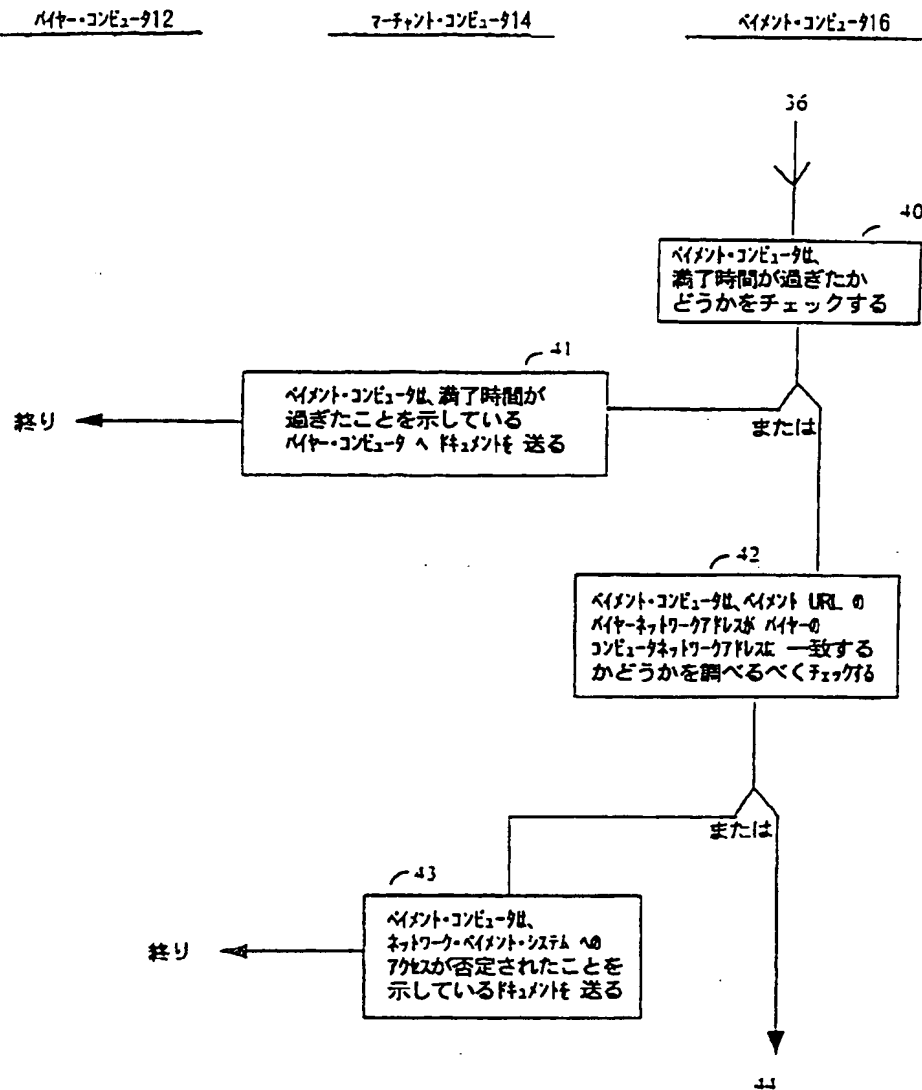 バイヤー・コンピュータ12
マーチャント・コンピュータ14
ペイメント・コンピュータ16
36
40
ペイメント・コンピュータは、
満了時間が過ぎたか
どうかをチェックする
41
ペイメント・コンピュータは、満了時間が
過ぎたことを示している
バイヤー・コンピュータ へ ドキュメントを 送る
終り
または
42
ペイメント・コンピュータは、ペイメント URL の
バイヤーネットワークアドレスが バイヤーの
コンピュータネットワークアドレスに 一致する
かどうかを調べるべくチェックする
または
43
ペイメント・コンピュータは、
ネットワーク・ペイメント・システム への
アクセスが否定されたことを
示しているドキュメントを 送る
終り
44